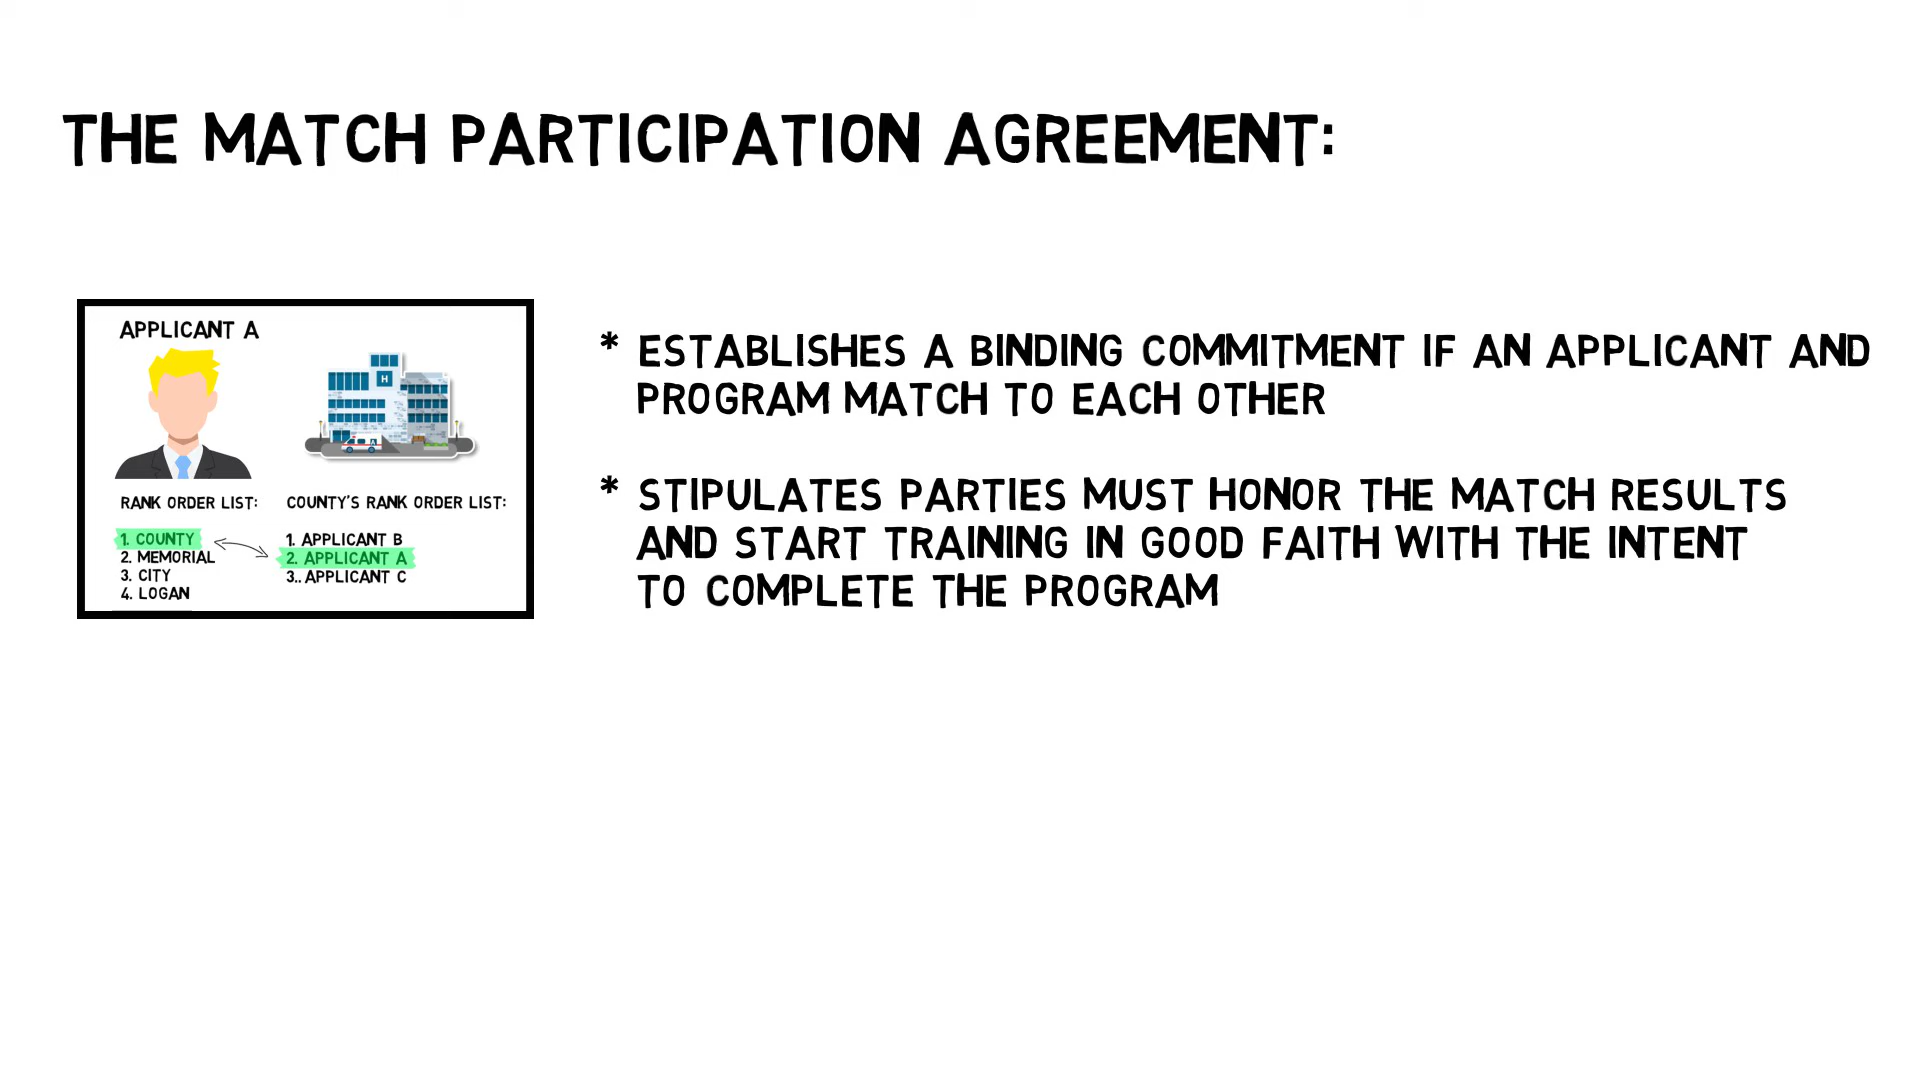 THE MATCH PARTICIPATION AGREEMENT:
APPLICANT A
H
RANK ORDER LIST:
1. COUNTY
2. MEMORIAL
3. CITY
4. LOGAN
COUNTY'S RANK ORDER LIST:
1. APPLICANT B
2. APPLICANT A
3.. APPLICANT C
* ESTABLISHES A BINDING COMMITMENT IF AN APPLICANT AND
PROGRAM MATCH TO EACH OTHER
* STIPULATES PARTIES MUST HONOR THE MATCH RESULTS
AND START TRAINING IN GOOD FAITH WITH THE INTENT
TO COMPLETE THE PROGRAM